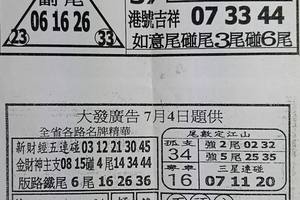 副尾
06 16 26
23
33
港號吉祥 07 33 44
如意尾碰尾3尾碰6尾
大發廣告 7月4日題供
全省各路名牌精華
新財經五連碰 03 12 21 30 45
金財神主支 08 15 碰 4尾 14 34 44
版路鐵尾 6尾 16 26 36
尾數定江山
孤支 強2尾 02 32
34 強5尾 25 35
專車 三星連碰
16 07 11 20